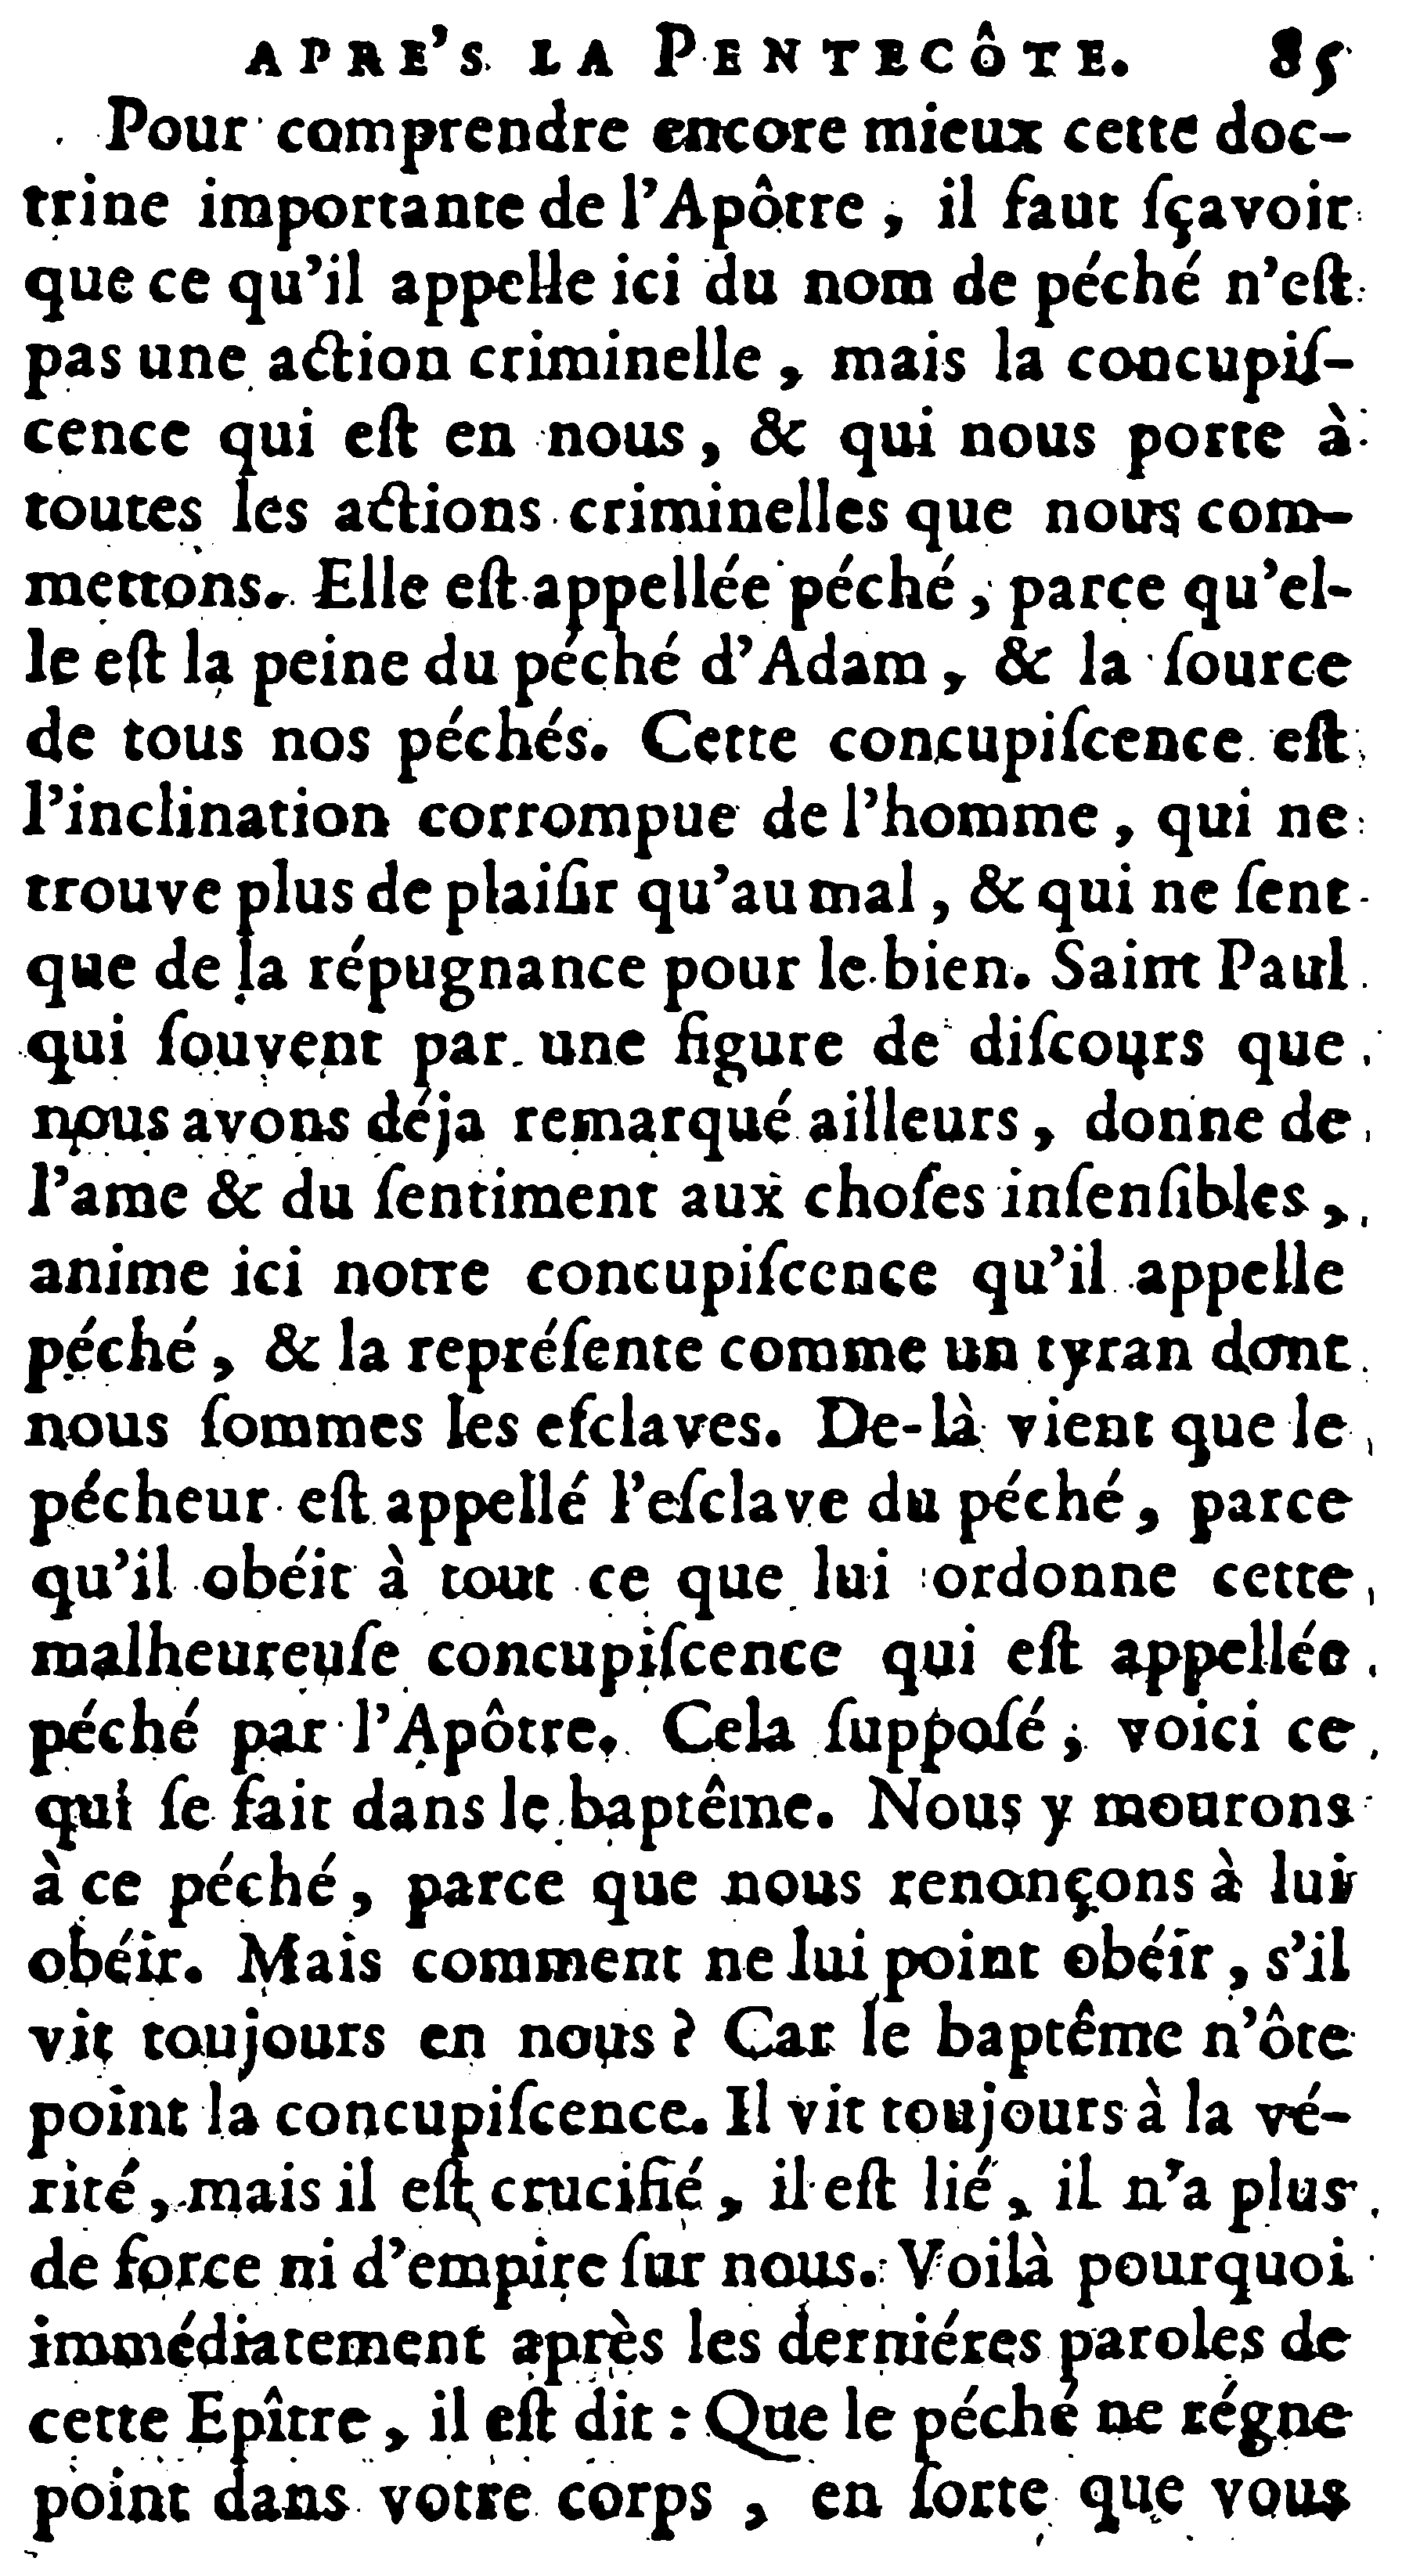 APRE'S LA PENTECÔTE. 85
Pour comprendre encore mieux cette doc-
trine importante de l'Apôtre, il faut ſçavoir
que ce qu'il appelle ici du nom de péché n'eſt
pas une action criminelle, mais la concupiſ-
cence qui eſt en nous, & qui nous porte à
toutes les actions criminelles que nous com-
mettons. Elle eſt appellée péché, parce qu'el-
le eſt la peine du péché d'Adam, & la ſource
de tous nos péchés. Cette concupiſcence eſt
l'inclination corrompue de l'homme, qui ne
trouve plus de plaiſir qu'au mal, & qui ne ſent
que de la répugnance pour le bien. Saint Paul
qui ſouvent par une figure de diſcours que
nous avons déja remarqué ailleurs, donne de
l'ame & du ſentiment aux choſes inſenſibles,
anime ici notre concupiſcence qu'il appelle
péché, & la repréſente comme un tyran dont
nous ſommes les eſclaves. De-là vient que le
pécheur eſt appellé l'eſclave du péché, parce
qu'il obéit à tout ce que lui ordonne cette
malheureuſe concupiſcence qui eſt appellée
péché par l'Apôtre. Cela ſuppoſé; voici ce
qui ſe fait dans le baptême. Nous y mourons
à ce péché, parce que nous renonçons à lui
obéir. Mais comment ne lui point obéir, s'il
vit toujours en nous? Car le baptême n'ôte
point la concupiſcence. Il vit toujours à la vé-
rité, mais il eſt crucifié, il eſt lié, il n'a plus
de force ni d'empire ſur nous. Voilà pourquoi
immédiatement après les derniéres paroles de
cette Epître, il eſt dit: Que le péché ne régne
point dans votre corps, en ſorte que vous